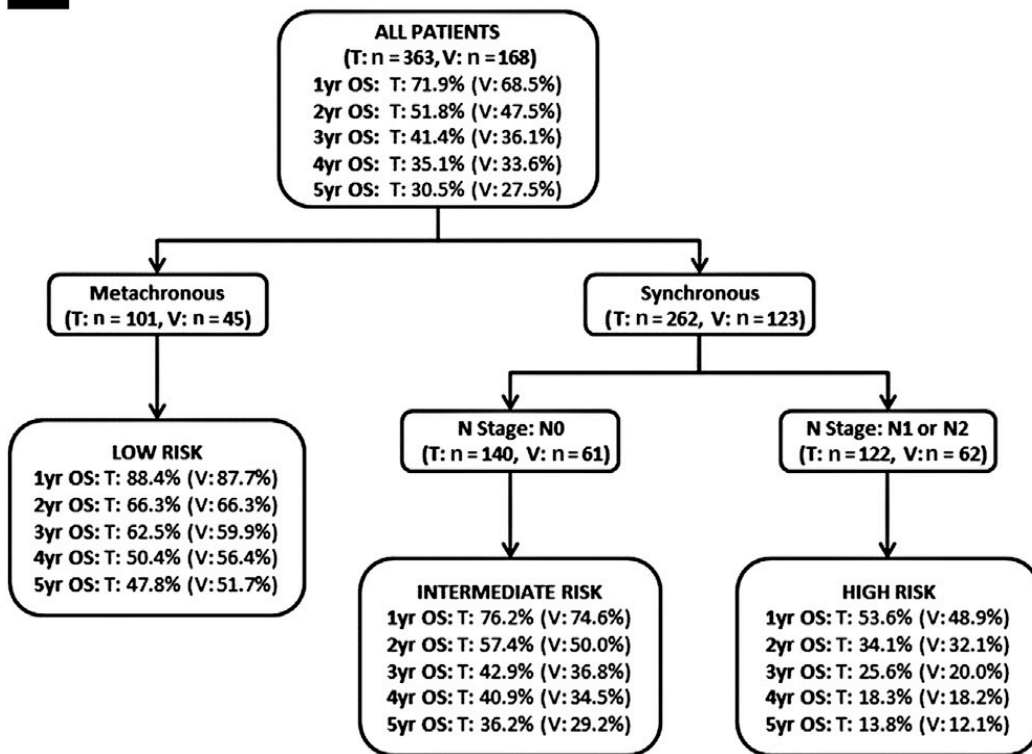 ALL PATIENTS
(T: n = 363, V: n = 168)
1yr OS: T: 71.9% (V: 68.5%)
2yr OS: T: 51.8% (V: 47.5%)
3yr OS: T: 41.4% (V: 36.1%)
4yr OS: T: 35.1% (V: 33.6%)
5yr OS: T: 30.5% (V: 27.5%)
Metachronous
(T: n = 101, V: n = 45)
Synchronous
(T: n = 262, V: n = 123)
LOW RISK
1yr OS: T: 88.4% (V: 87.7%)
2yr OS: T: 66.3% (V: 66.3%)
3yr OS: T: 62.5% (V: 59.9%)
4yr OS: T: 50.4% (V: 56.4%)
5yr OS: T: 47.8% (V: 51.7%)
N Stage: N0
(T: n = 140, V: n = 61)
N Stage: N1 or N2
(T: n = 122, V: n = 62)
INTERMEDIATE RISK
1yr OS: T: 76.2% (V: 74.6%)
2yr OS: T: 57.4% (V: 50.0%)
3yr OS: T: 42.9% (V: 36.8%)
4yr OS: T: 40.9% (V: 34.5%)
5yr OS: T: 36.2% (V: 29.2%)
HIGH RISK
1yr OS: T: 53.6% (V: 48.9%)
2yr OS: T: 34.1% (V: 32.1%)
3yr OS: T: 25.6% (V: 20.0%)
4yr OS: T: 18.3% (V: 18.2%)
5yr OS: T: 13.8% (V: 12.1%)